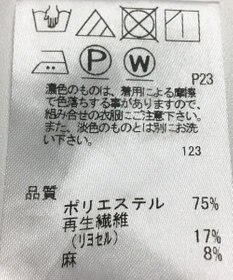 P W P23
濃色のものは、着用による摩擦
で色落ちする事がありますので、
組み合せの衣服にご注意下さい。
また、淡色のものとは別にお洗
い下さい。
123
品質
ポリエステル 75%
再生繊維
(リヨセル) 17%
麻 8%